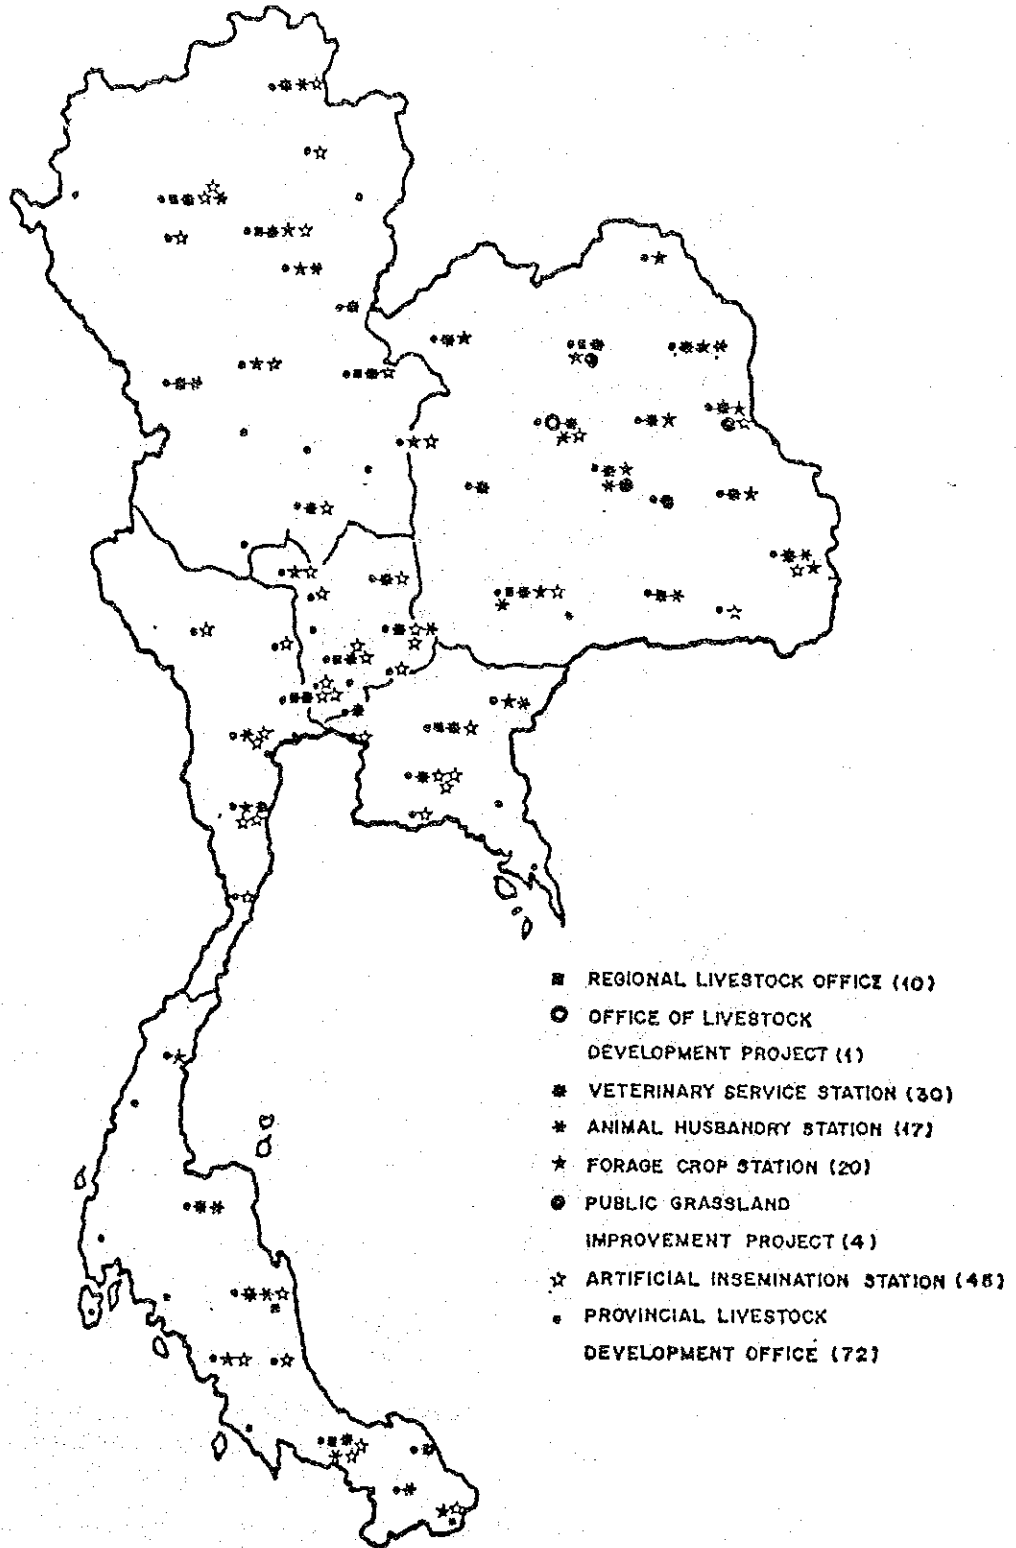 REGIONAL LIVESTOCK OFFICE (10)
OFFICE OF LIVESTOCK
DEVELOPMENT PROJECT (1)
VETERINARY SERVICE STATION (30)
ANIMAL HUSBANDRY STATION (17)
FORAGE CROP STATION (20)
PUBLIC GRASSLAND
IMPROVEMENT PROJECT (4)
ARTIFICIAL INSEMINATION STATION (48)
PROVINCIAL LIVESTOCK
DEVELOPMENT OFFICE (72)